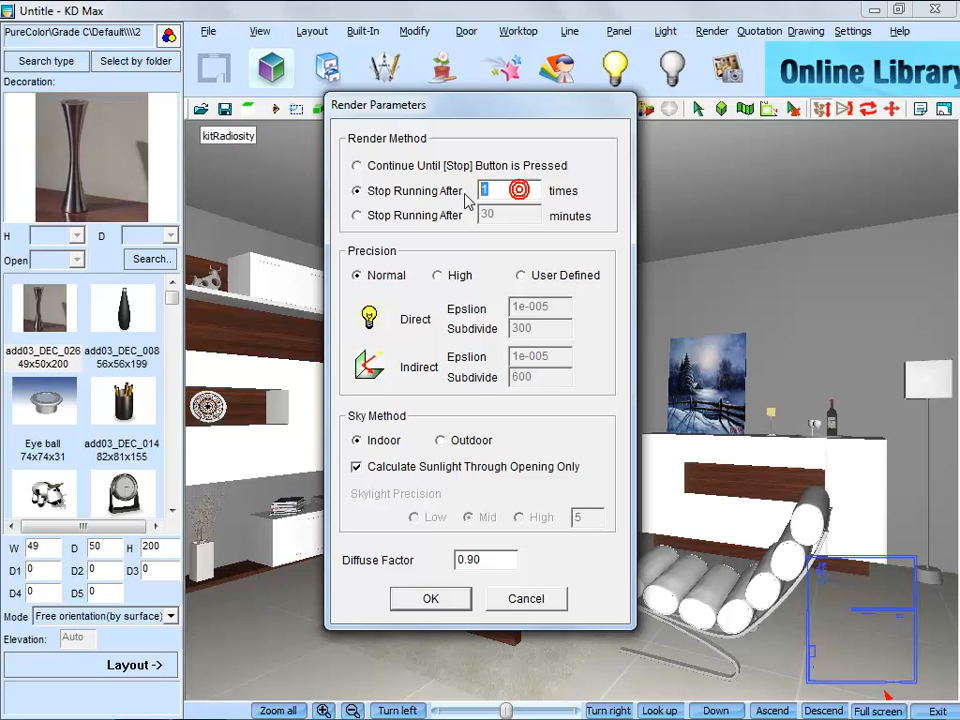 Untitle - KD Max
PureColor\Grade C\Default\\\\2
File View Layout Built-In Modify Door Worktop Line Panel Light Render Quotation Drawing Settings Help
Search type Select by folder
Decoration:
Online Library
kitRadiosity
Render Parameters
Render Method
Continue Until [Stop] Button is Pressed
Stop Running After 1 times
Stop Running After 30 minutes
Precision
Normal High User Defined
Direct
Epslion 1e-005
Subdivide 300
Indirect
Epslion 1e-005
Subdivide 600
Sky Method
Indoor Outdoor
Calculate Sunlight Through Opening Only
Skylight Precision
Low Mid High 5
Diffuse Factor 0.90
OK Cancel
H D
Open Search..
add03_DEC_026 add03_DEC_008
49x50x200 56x56x199
Eye ball add03_DEC_014
74x74x31 82x81x155
W 49 D 50 H 200
D1 0 D2 0 D3 0
D4 0 D5 0
Mode Free orientation(by surface)
Elevation: Auto
Layout ->
Zoom all Turn left Turn right Look up Down Ascend Descend Full screen Exit